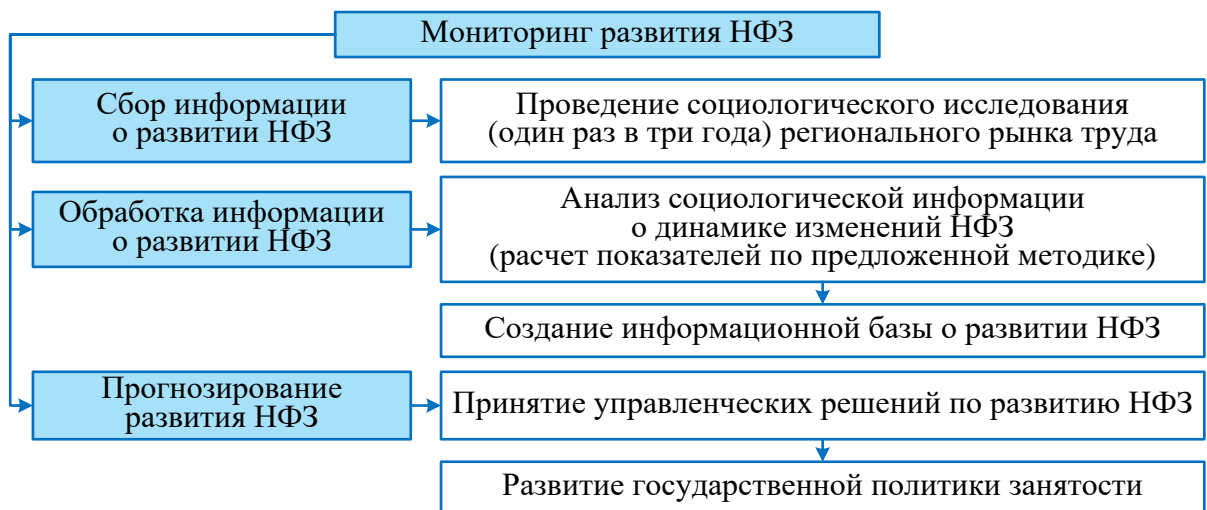 Мониторинг развития НФЗ
Сбор информации
о развитии НФЗ
Проведение социологического исследования
(один раз в три года) регионального рынка труда
Обработка информации
о развитии НФЗ
Анализ социологической информации
о динамике изменений НФЗ
(расчет показателей по предложенной методике)
Создание информационной базы о развитии НФЗ
Прогнозирование
развития НФЗ
Принятие управленческих решений по развитию НФЗ
Развитие государственной политики занятости